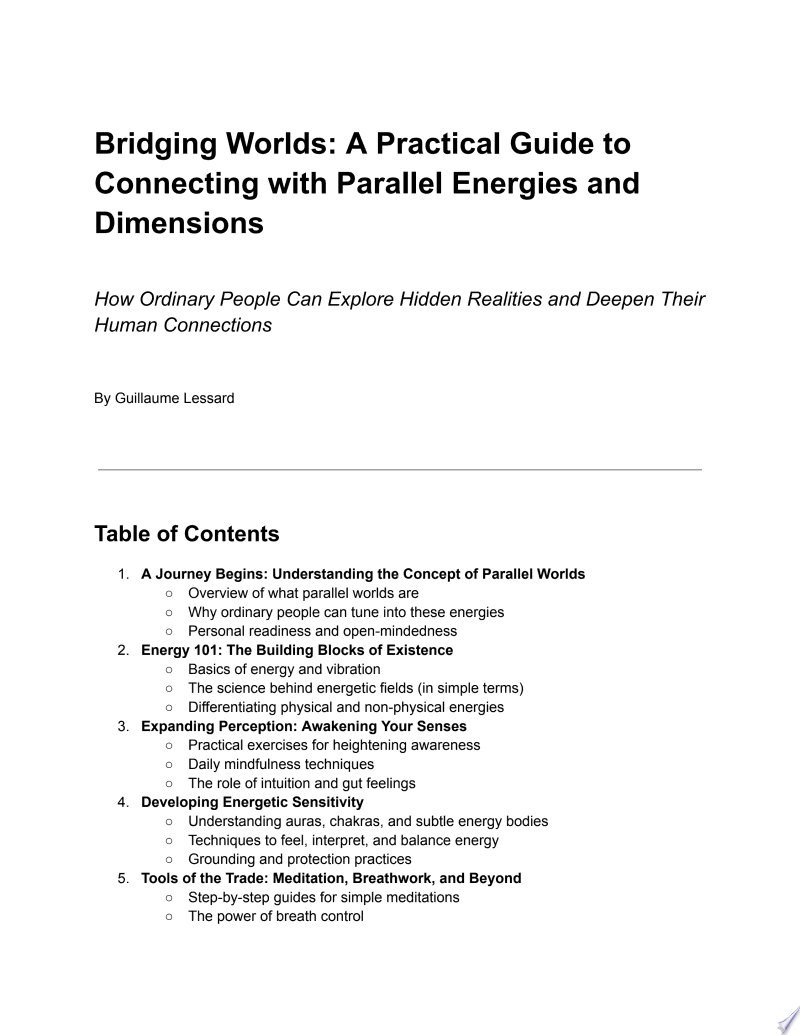 Bridging Worlds: A Practical Guide to
Connecting with Parallel Energies and
Dimensions
How Ordinary People Can Explore Hidden Realities and Deepen Their
Human Connections
By Guillaume Lessard
Table of Contents
1. A Journey Begins: Understanding the Concept of Parallel Worlds
○ Overview of what parallel worlds are
○ Why ordinary people can tune into these energies
○ Personal readiness and open-mindedness
2. Energy 101: The Building Blocks of Existence
○ Basics of energy and vibration
○ The science behind energetic fields (in simple terms)
○ Differentiating physical and non-physical energies
3. Expanding Perception: Awakening Your Senses
○ Practical exercises for heightening awareness
○ Daily mindfulness techniques
○ The role of intuition and gut feelings
4. Developing Energetic Sensitivity
○ Understanding auras, chakras, and subtle energy bodies
○ Techniques to feel, interpret, and balance energy
○ Grounding and protection practices
5. Tools of the Trade: Meditation, Breathwork, and Beyond
○ Step-by-step guides for simple meditations
○ The power of breath control